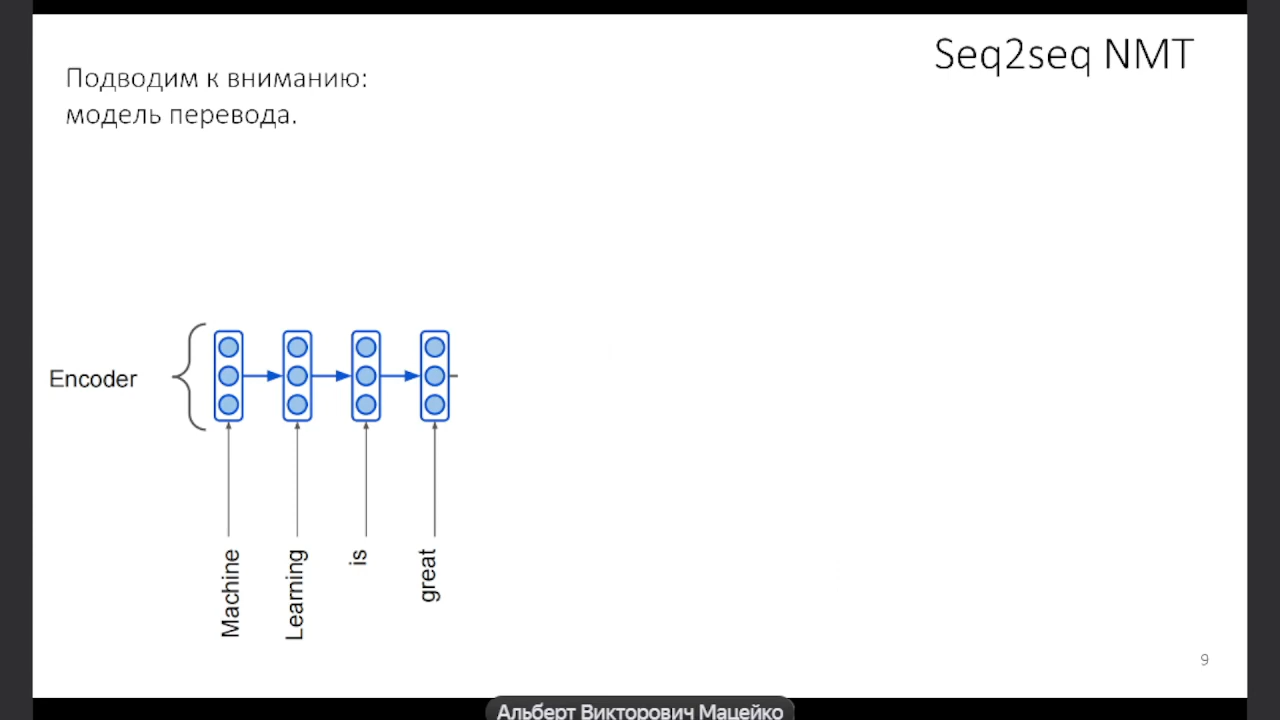 Seq2seq NMT
Подводим к вниманию:
модель перевода.
Encoder
Machine
Learning
is
great
9
Альберт Викторович Мацейко